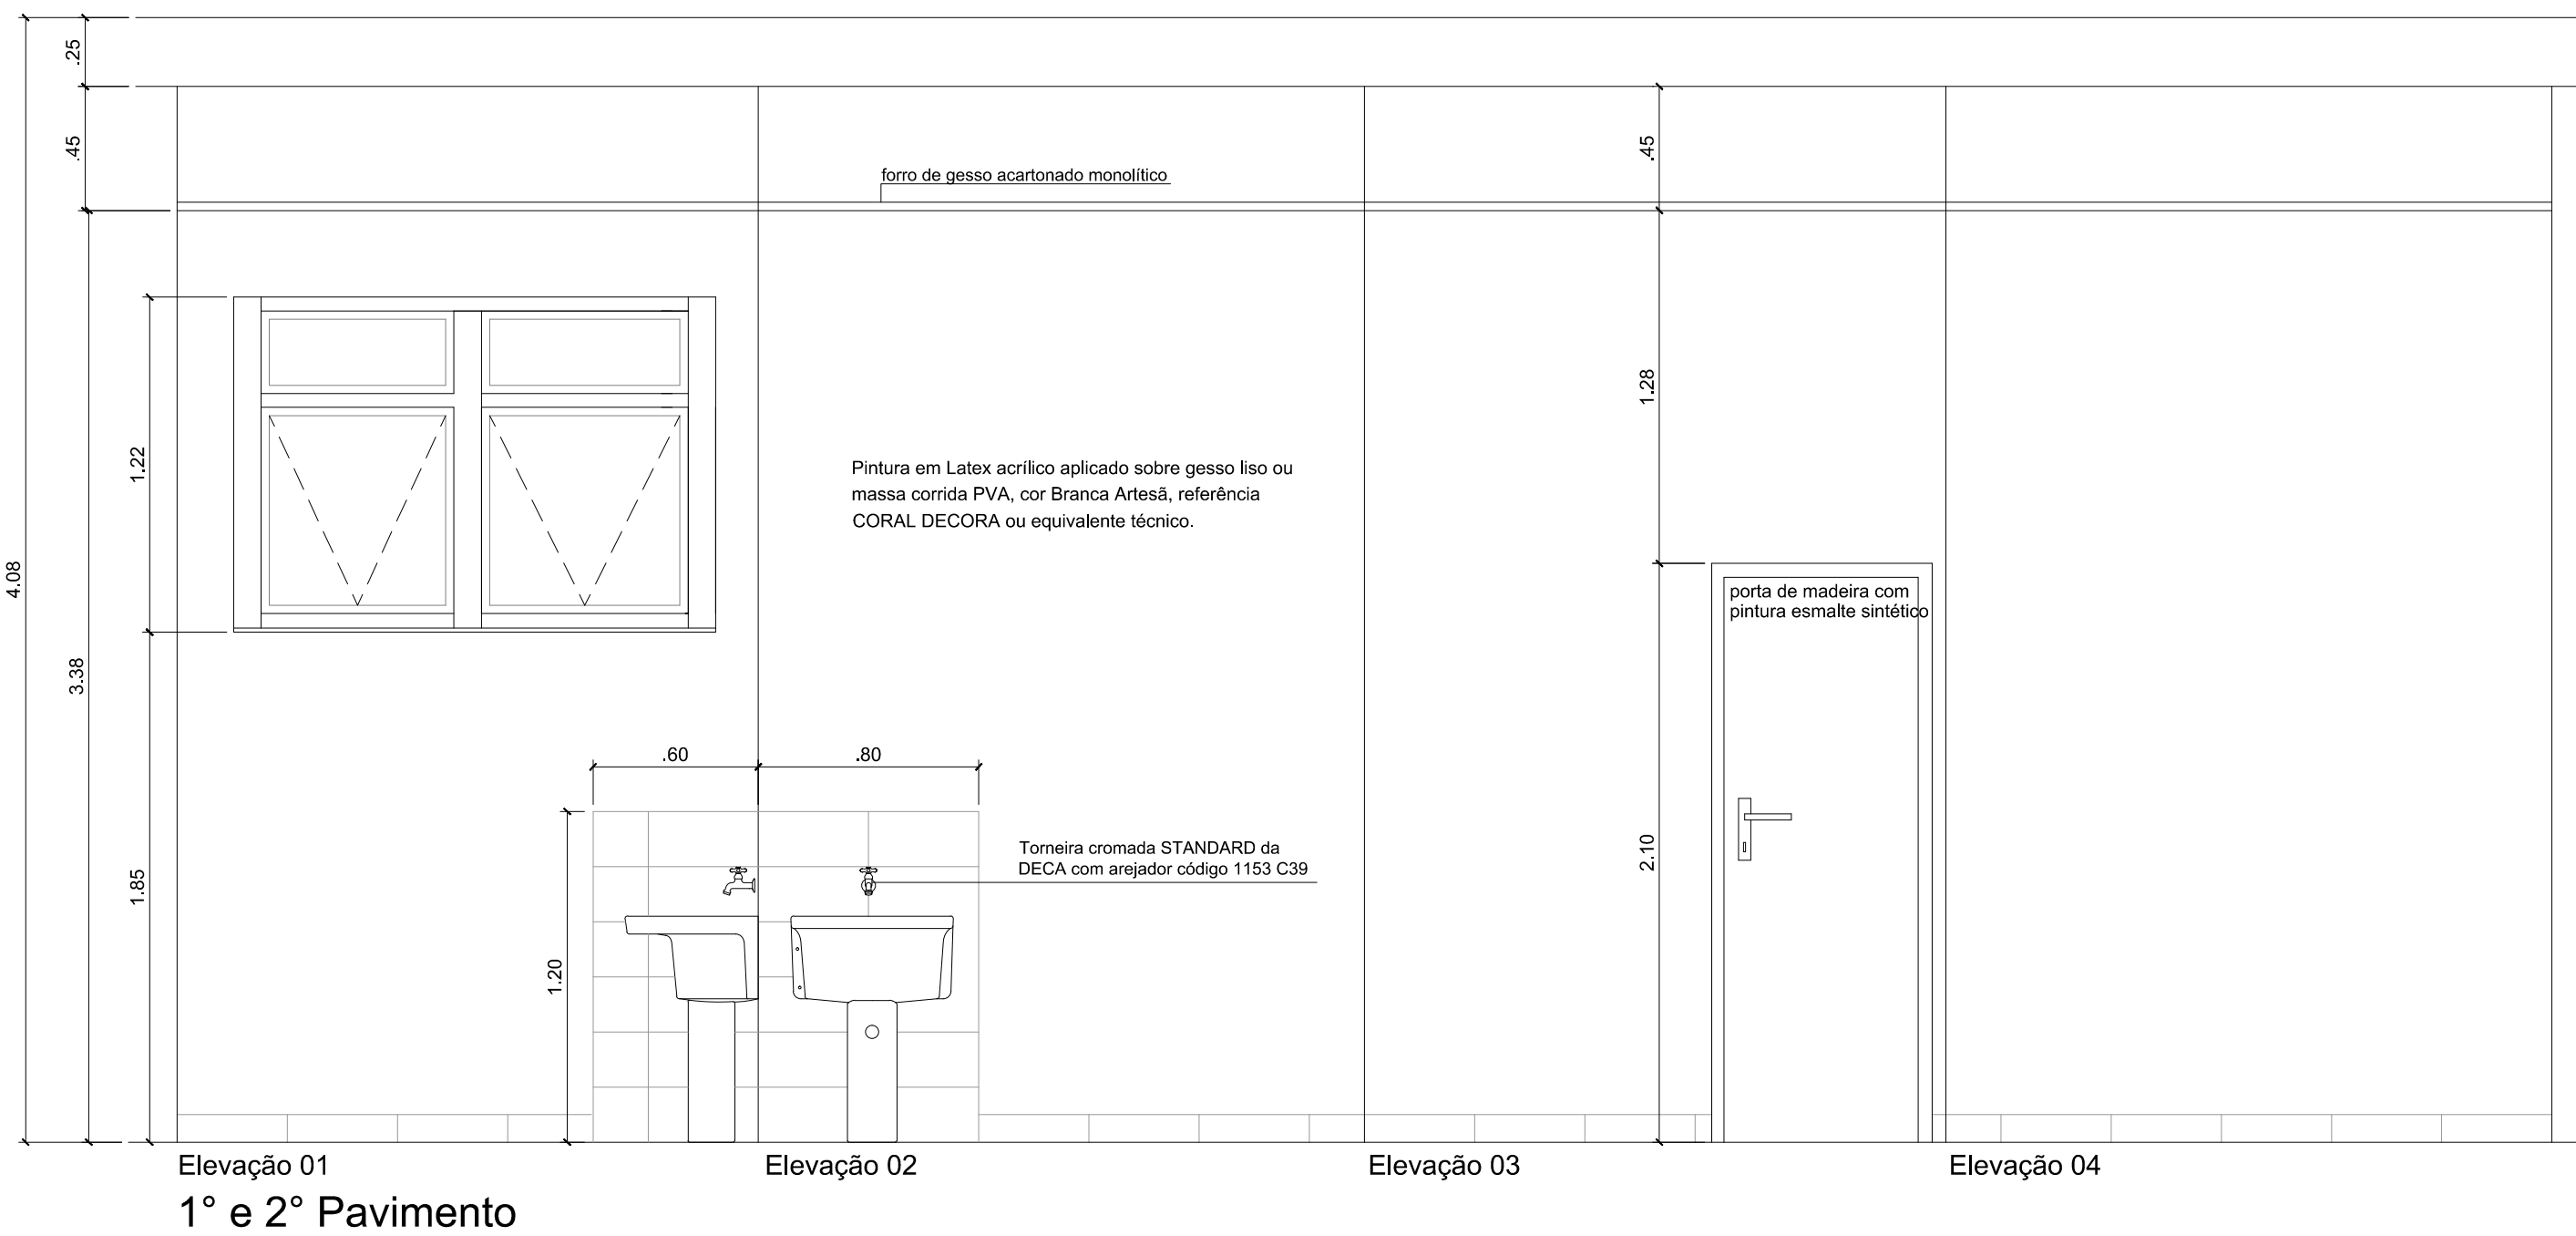 .25
.45
.45
forro de gesso acartonado monolítico
1.28
1.22
Pintura em Latex acrílico aplicado sobre gesso liso ou
massa corrida PVA, cor Branca Artesã, referência
CORAL DECORA ou equivalente técnico.
4.08
porta de madeira com
pintura esmalte sintético
3.38
.60
.80
Torneira cromada STANDARD da
DECA com arejador código 1153 C39
2.10
1.85
1.20
Elevação 01
Elevação 02
Elevação 03
Elevação 04
1° e 2° Pavimento